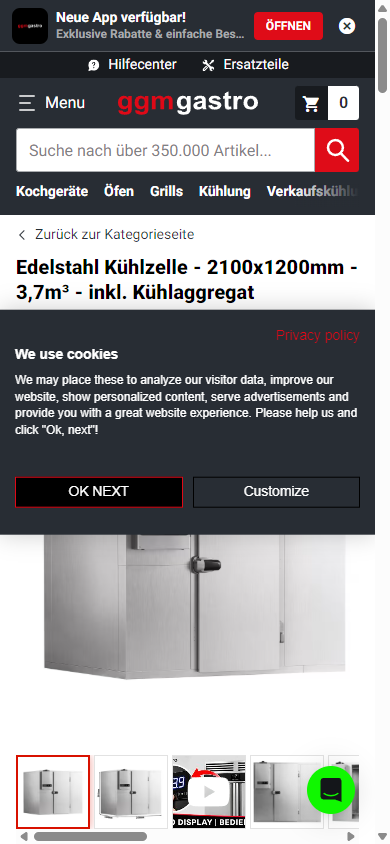 Neue App verfügbar!
Exklusive Rabatte & einfache Bes...
ÖFFNEN
Hilfecenter
Ersatzteile
Menu
ggmgastro
0
Suche nach über 350.000 Artikel...
Kochgeräte Öfen Grills Kühlung Verkaufskühlu
Zurück zur Kategorieseite
Edelstahl Kühlzelle - 2100x1200mm -
3,7m³ - inkl. Kühlaggregat
Privacy policy
We use cookies
We may place these to analyze our visitor data, improve our
website, show personalized content, serve advertisements and
provide you with a great website experience. Please help us and
click "Ok, next"!
OK NEXT
Customize
D DISPLAY | BEDIEN